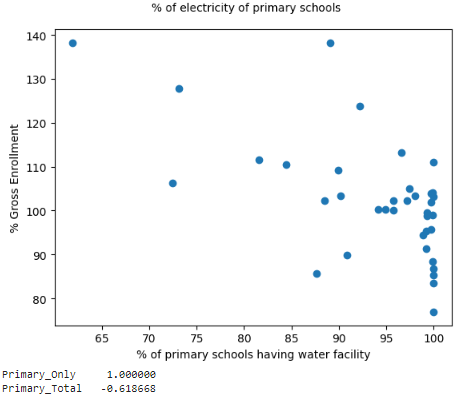 % of electricity of primary schools
140
130
120
110
100
90
80
% Gross Enrollment
65 70 75 80 85 90 95 100
% of primary schools having water facility
Primary_Only 1.000000
Primary_Total -0.618668